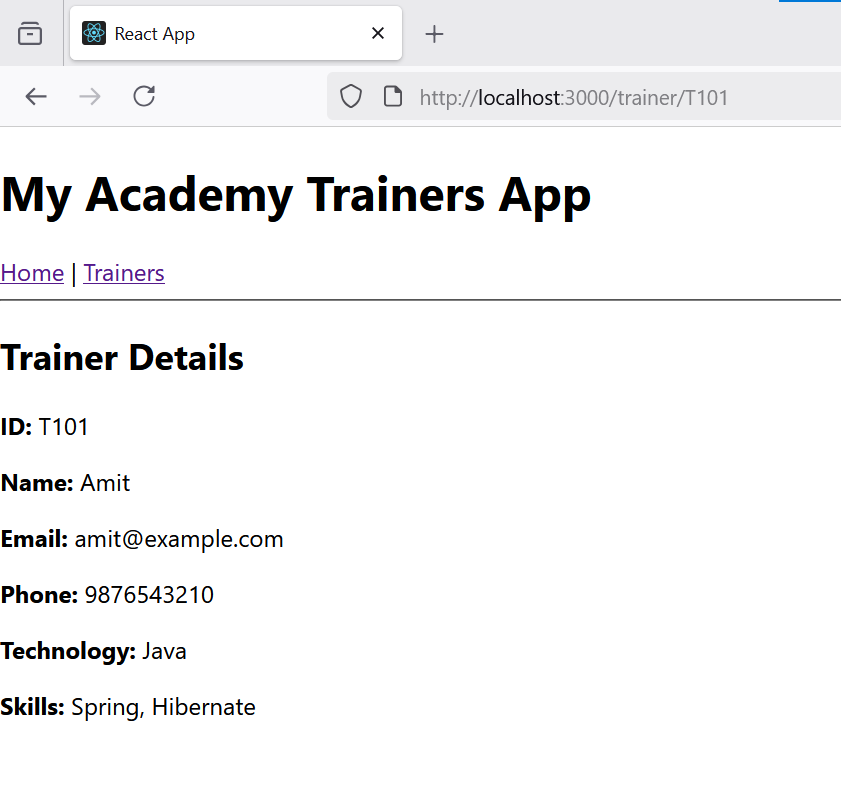 React App
http://localhost:3000/trainer/T101
My Academy Trainers App
Home | Trainers
Trainer Details
ID: T101
Name: Amit
Email: amit@example.com
Phone: 9876543210
Technology: Java
Skills: Spring, Hibernate